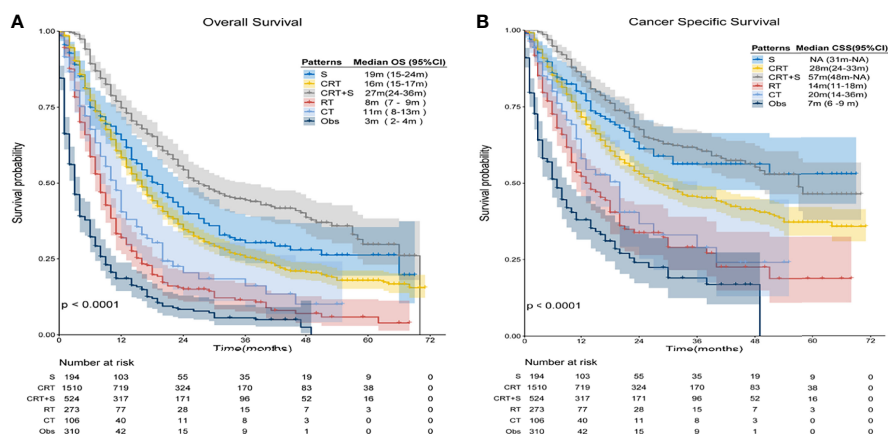 A
Overall Survival
Patterns Median OS (95%CI)
S 19m (15-24m)
CRT 16m (15-17m)
CRT+S 27m(24-36m)
RT 8m (7 - 9m )
CT 11m ( 8-13m)
Obs 3m ( 2- 4m )
Survival probability
1.00
0.75
0.50
0.25
0.00
p < 0.0001
0 12 24 36 48 60 72
Time(months)
Number at risk
S 194 103 55 35 19 9 0
CRT 1510 719 324 170 83 38 0
CRT+S 524 317 171 96 52 16 0
RT 273 77 28 15 7 3 0
CT 106 40 11 8 3 0 0
Obs 310 42 15 9 1 0 0
B
Cancer Specific Survival
Patterns Median CSS(95%CI)
S NA (31m-NA)
CRT 28m(24-33m)
CRT+S 57m(48m-NA)
RT 14m(11-18m)
CT 20m(14-36m)
Obs 7m (6 -9 m)
Survival probability
1.00
0.75
0.50
0.25
0.00
p < 0.0001
0 12 24 36 48 60 72
Time(months)
Number at risk
S 194 103 55 35 19 9 0
CRT 1510 719 324 170 83 38 0
CRT+S 524 317 171 96 52 16 0
RT 273 77 28 15 7 3 0
CT 106 40 11 8 3 0 0
Obs 310 42 15 9 1 0 0